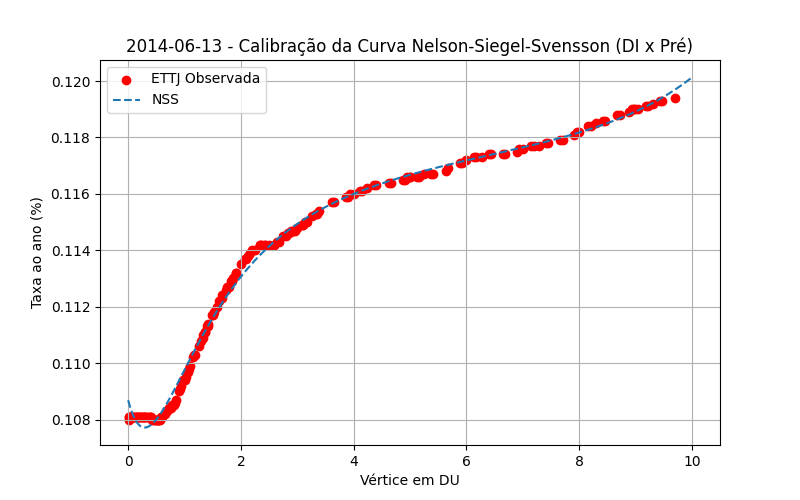 2014-06-13 - Calibração da Curva Nelson-Siegel-Svensson (DI x Pré)
ETTJ Observada
NSS
Taxa ao ano (%)
0.120
0.118
0.116
0.114
0.112
0.110
0.108
0 2 4 6 8 10
Vértice em DU